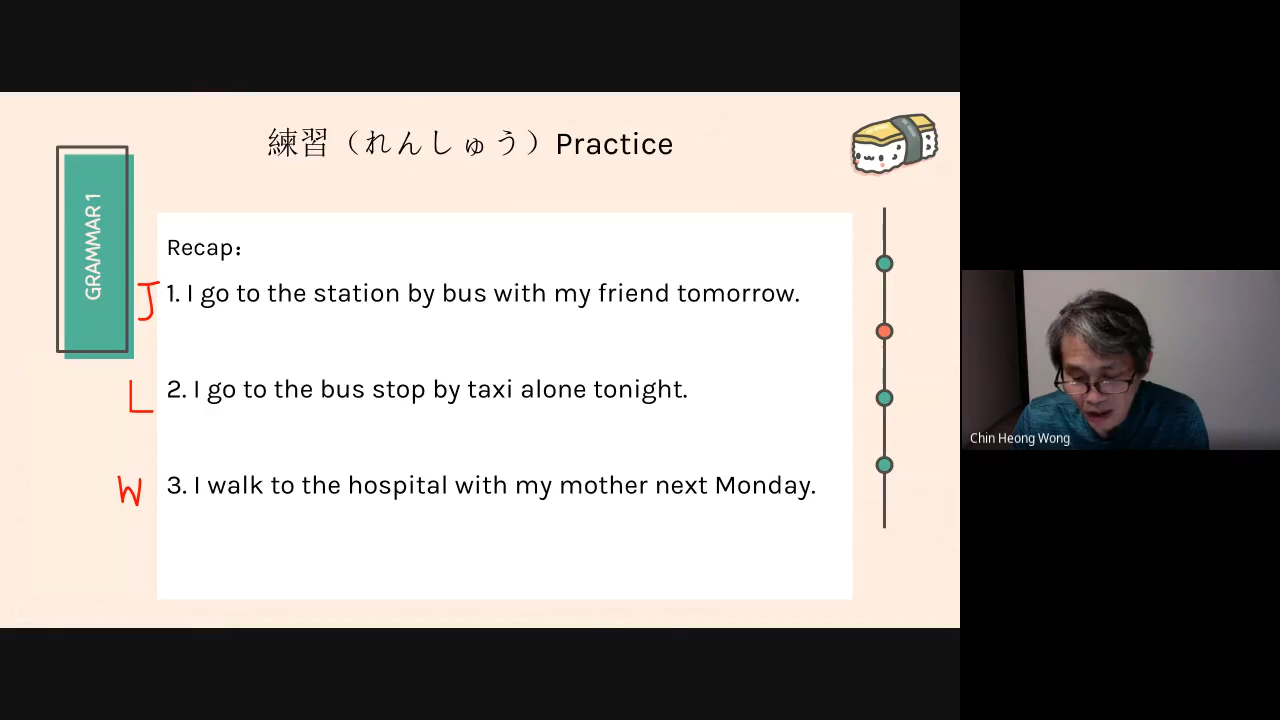 練習（れんしゅう）Practice
GRAMMAR 1
Recap:
J 1. I go to the station by bus with my friend tomorrow.
L 2. I go to the bus stop by taxi alone tonight.
W 3. I walk to the hospital with my mother next Monday.
Chin Heong Wong